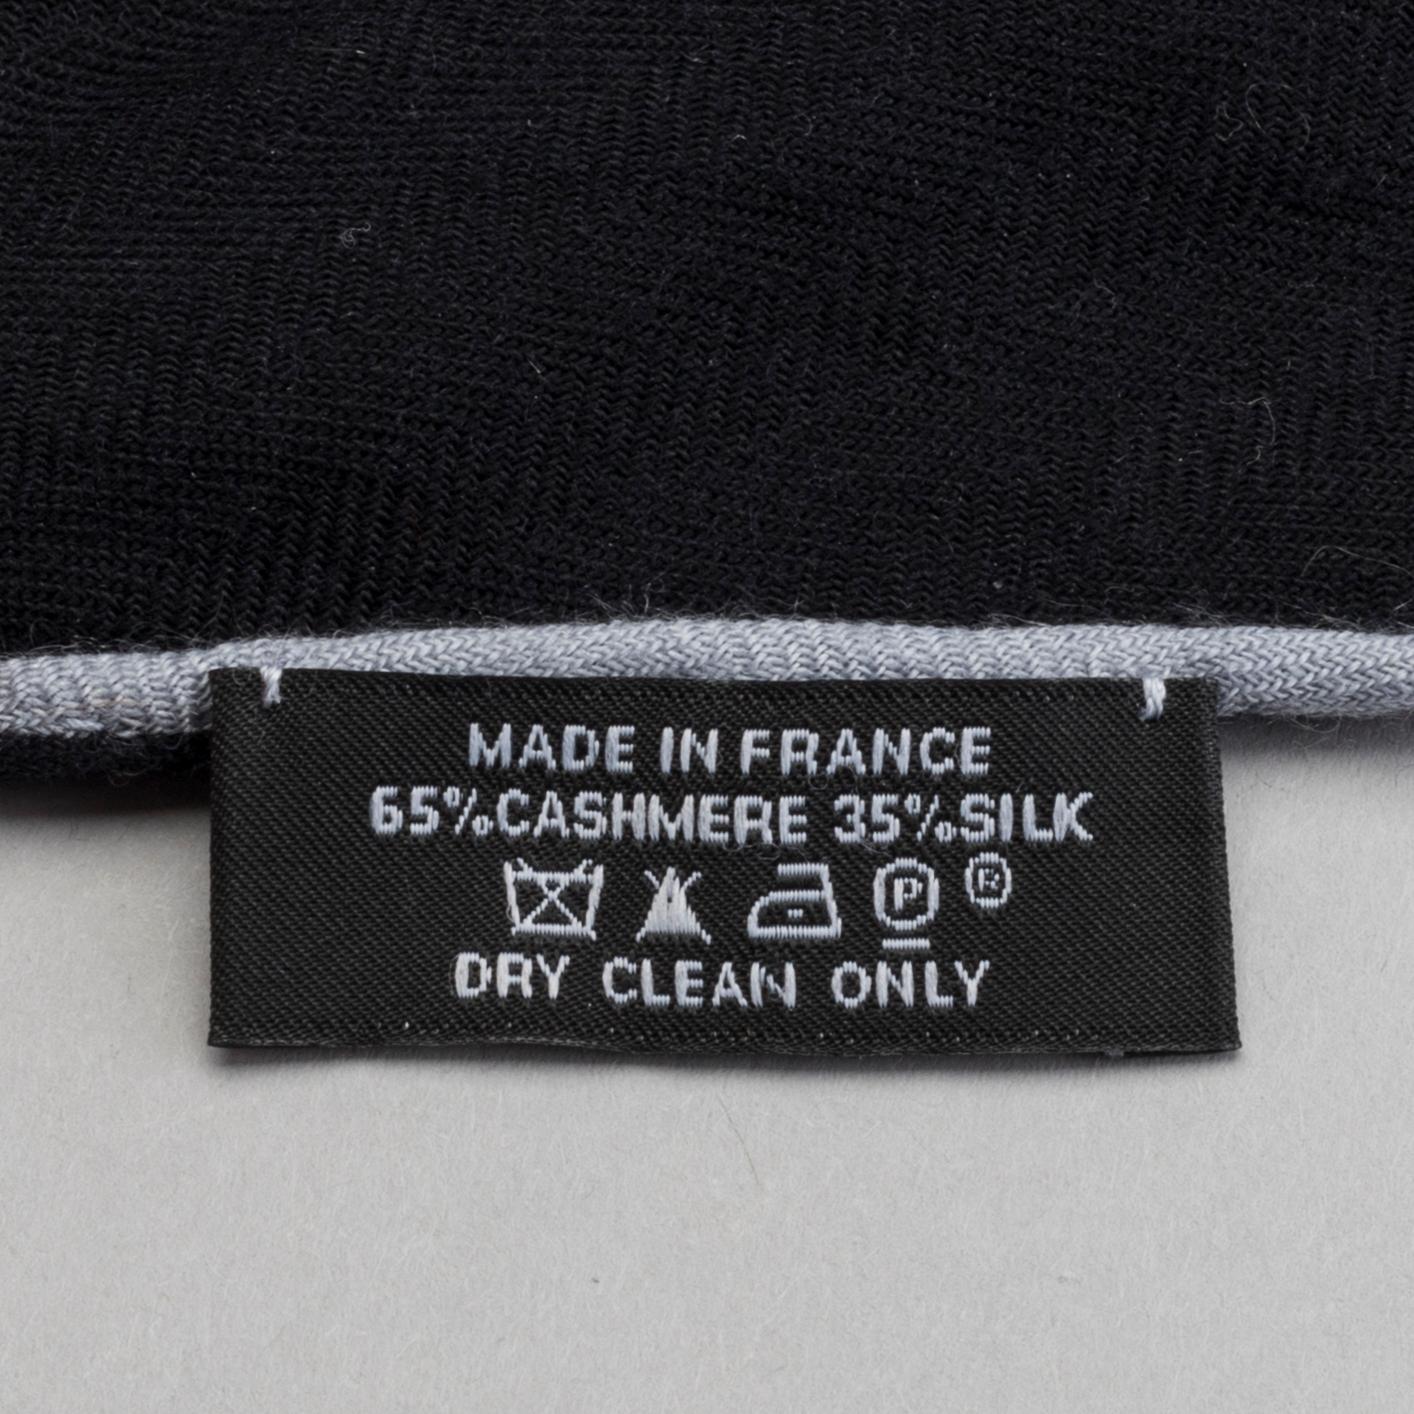 MADE IN FRANCE
65%CASHMERE 35%SILK
P ®
DRY CLEAN ONLY